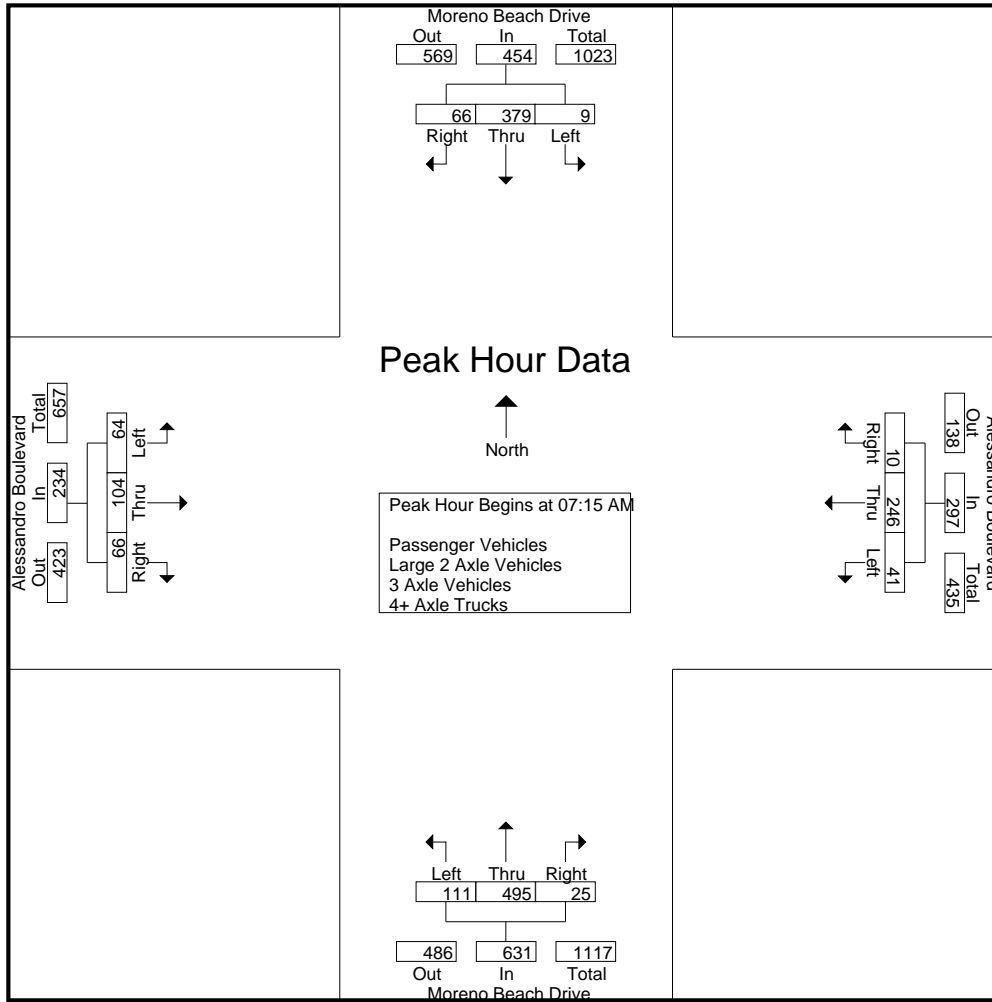 Moreno Beach Drive
Out In Total
569 454 1023
66 379 9
Right Thru Left
Peak Hour Data
North
Peak Hour Begins at 07:15 AM
Passenger Vehicles
Large 2 Axle Vehicles
3 Axle Vehicles
4+ Axle Trucks
Alessandro Boulevard
Out In Total
423 234 657
Left Thru Right
64 104 66
Alessandro Boulevard
Out In Total
138 297 435
10 246 41
Right Thru Left
Left Thru Right
111 495 25
486 631 1117
Out In Total
Moreno Beach Drive